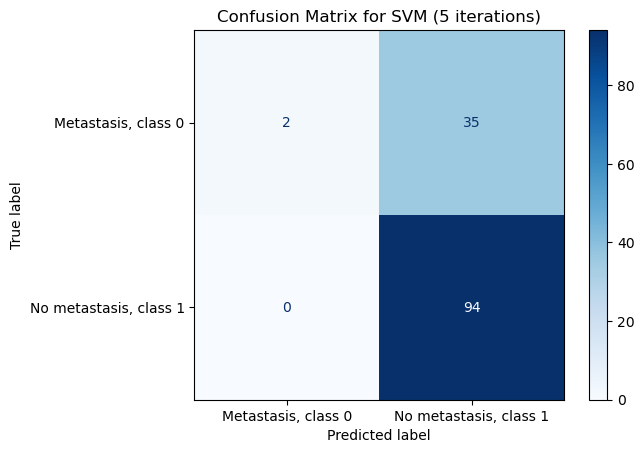 Confusion Matrix for SVM (5 iterations)
True label
Metastasis, class 0
2
35
No metastasis, class 1
0
94
Metastasis, class 0
No metastasis, class 1
Predicted label
80
60
40
20
0